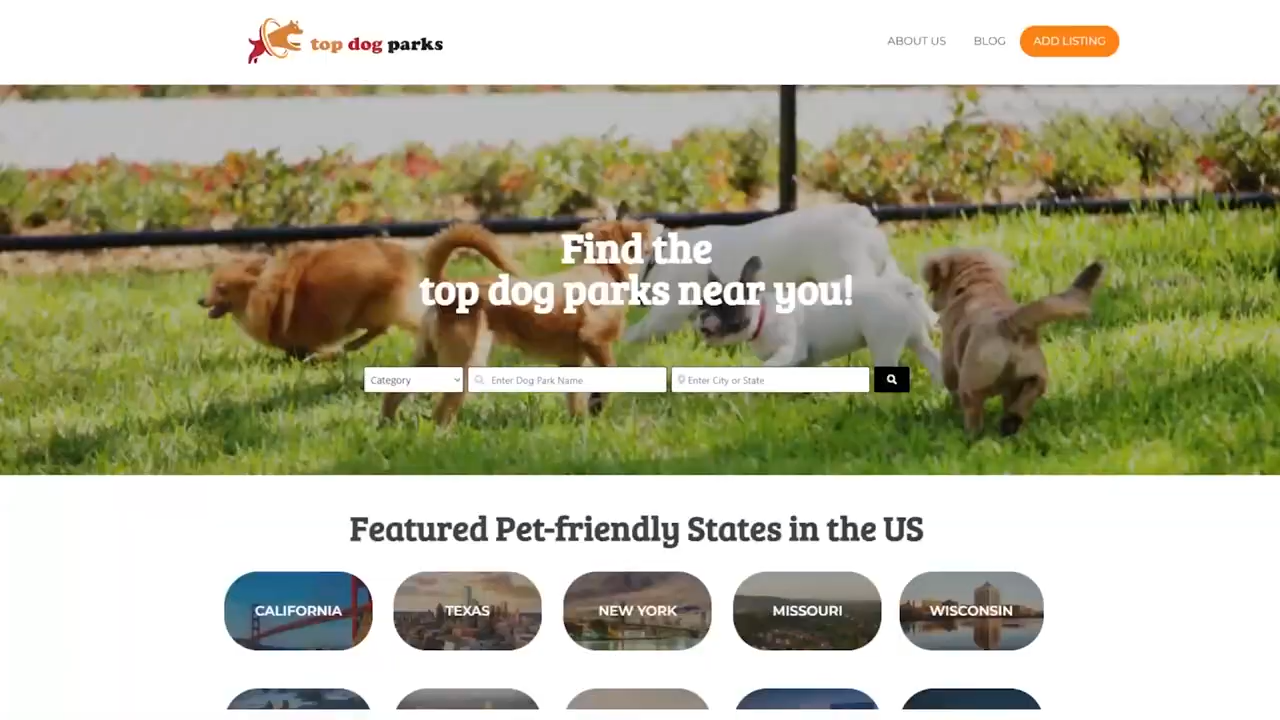 top dog parks
ABOUT US
BLOG
ADD LISTING
Find the
top dog parks near you!
Category
Enter Dog Park Name
Enter City or State
Featured Pet-friendly States in the US
CALIFORNIA
TEXAS
NEW YORK
MISSOURI
WISCONSIN